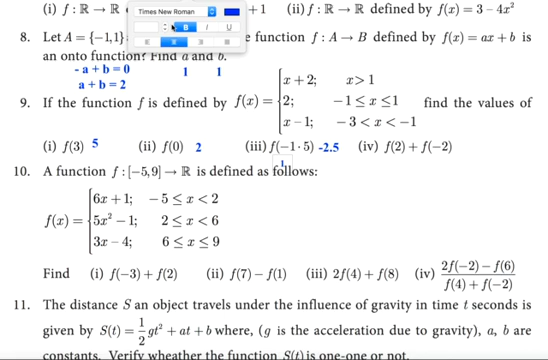 (i) f : ℝ → ℝ +1 (ii) f : ℝ → ℝ defined by f(x) = 3 – 4x²
Times New Roman
B I U
8. Let A = {–1,1} e function f : A → B defined by f(x) = ax + b is
an onto function? Find a and b.
- a + b = 0 1 1
a + b = 2
9. If the function f is defined by f(x) = { x + 2; x > 1
2; –1 ≤ x ≤ 1 find the values of
x – 1; – 3 < x < –1
(i) f(3) 5 (ii) f(0) 2 (iii) f(–1·5) -2.5 (iv) f(2) + f(–2)
1
10. A function f : [–5,9] → ℝ is defined as follows:
f(x) = { 6x + 1; – 5 ≤ x < 2
5x² – 1; 2 ≤ x < 6
3x – 4; 6 ≤ x ≤ 9
Find (i) f(–3) + f(2) (ii) f(7) – f(1) (iii) 2f(4) + f(8) (iv) 2f(–2) – f(6) / f(4) + f(–2)
11. The distance S an object travels under the influence of gravity in time t seconds is
given by S(t) = 1/2 gt² + at + b where, (g is the acceleration due to gravity), a, b are
constants. Verify wheather the function S(t) is one-one or not.